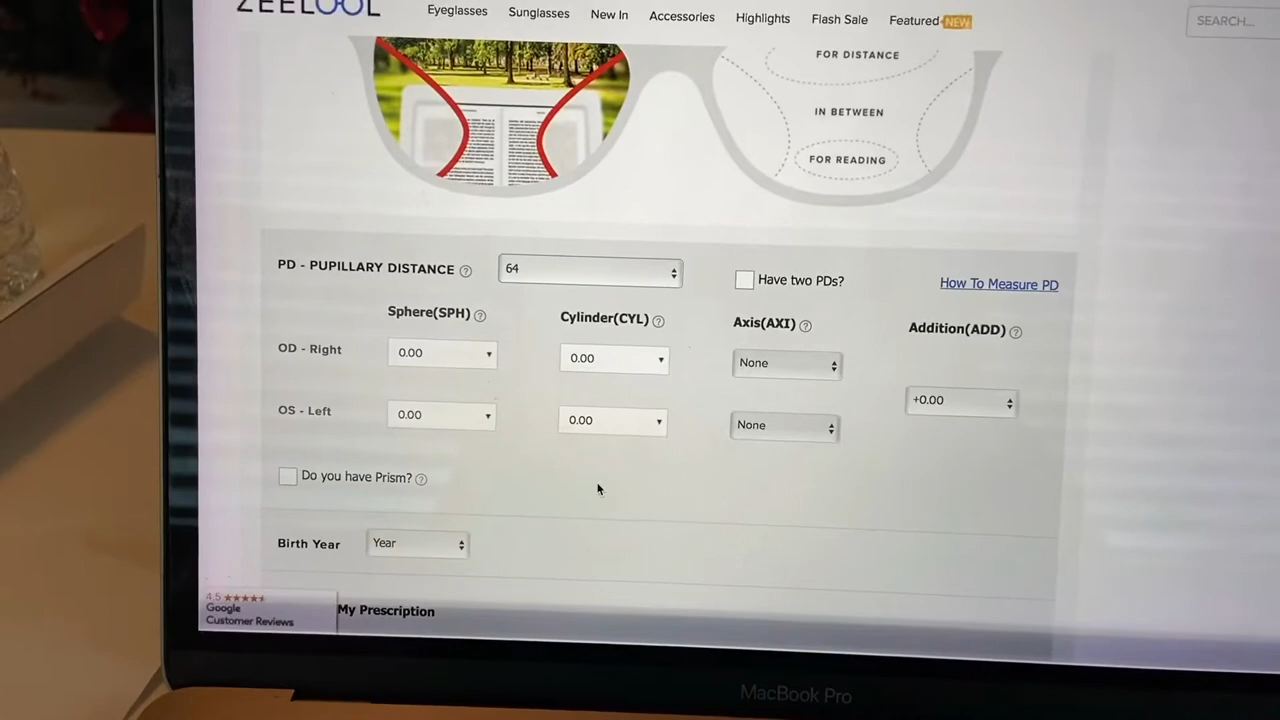 ZEELOOL
Eyeglasses Sunglasses New In Accessories Highlights Flash Sale Featured NEW
SEARCH...
FOR DISTANCE
IN BETWEEN
FOR READING
PD - PUPILLARY DISTANCE ? 64 Have two PDs? How To Measure PD
Sphere(SPH) ? Cylinder(CYL) ? Axis(AXI) ? Addition(ADD) ?
OD - Right 0.00 0.00 None
+0.00
OS - Left 0.00 0.00 None
Do you have Prism? ?
Birth Year Year
4.5
Google
Customer Reviews
My Prescription
MacBook Pro